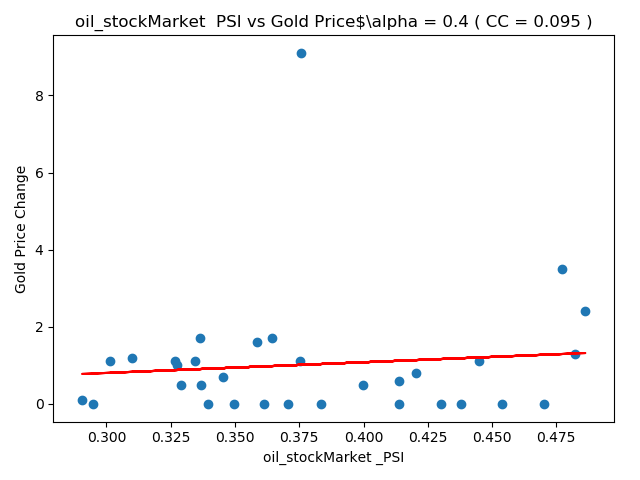 oil_stockMarket  PSI vs Gold Price$\alpha = 0.4 ( CC = 0.095 )
8
6
4
2
0
Gold Price Change
0.300 0.325 0.350 0.375 0.400 0.425 0.450 0.475
oil_stockMarket _PSI